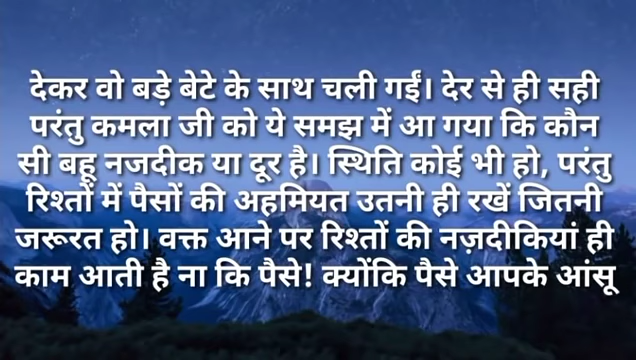 देकर वो बड़े बेटे के साथ चली गईं। देर से ही सही
परंतु कमला जी को ये समझ में आ गया कि कौन
सी बहू नजदीक या दूर है। स्थिति कोई भी हो, परंतु
रिश्तों में पैसों की अहमियत उतनी ही रखें जितनी
जरूरत हो। वक्त आने पर रिश्तों की नज़दीकियां ही
काम आती है ना कि पैसे! क्योंकि पैसे आपके आंसू